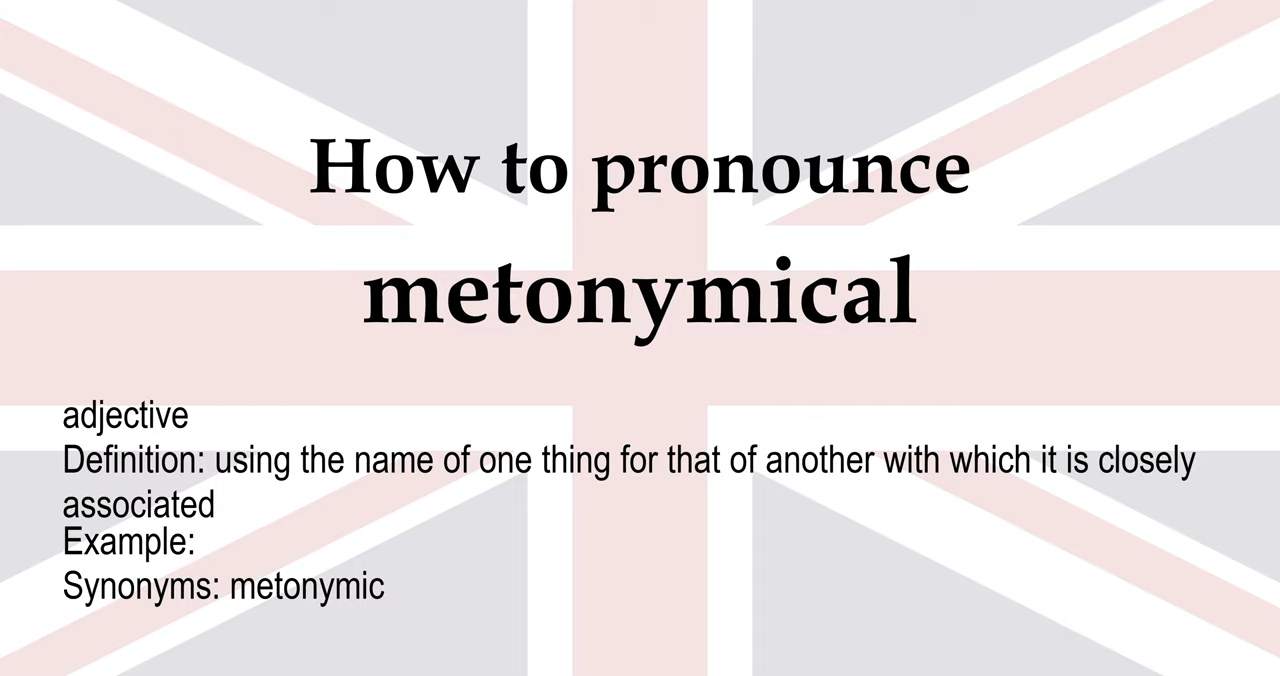 How to pronounce
metonymical
adjective
Definition: using the name of one thing for that of another with which it is closely
associated
Example:
Synonyms: metonymic